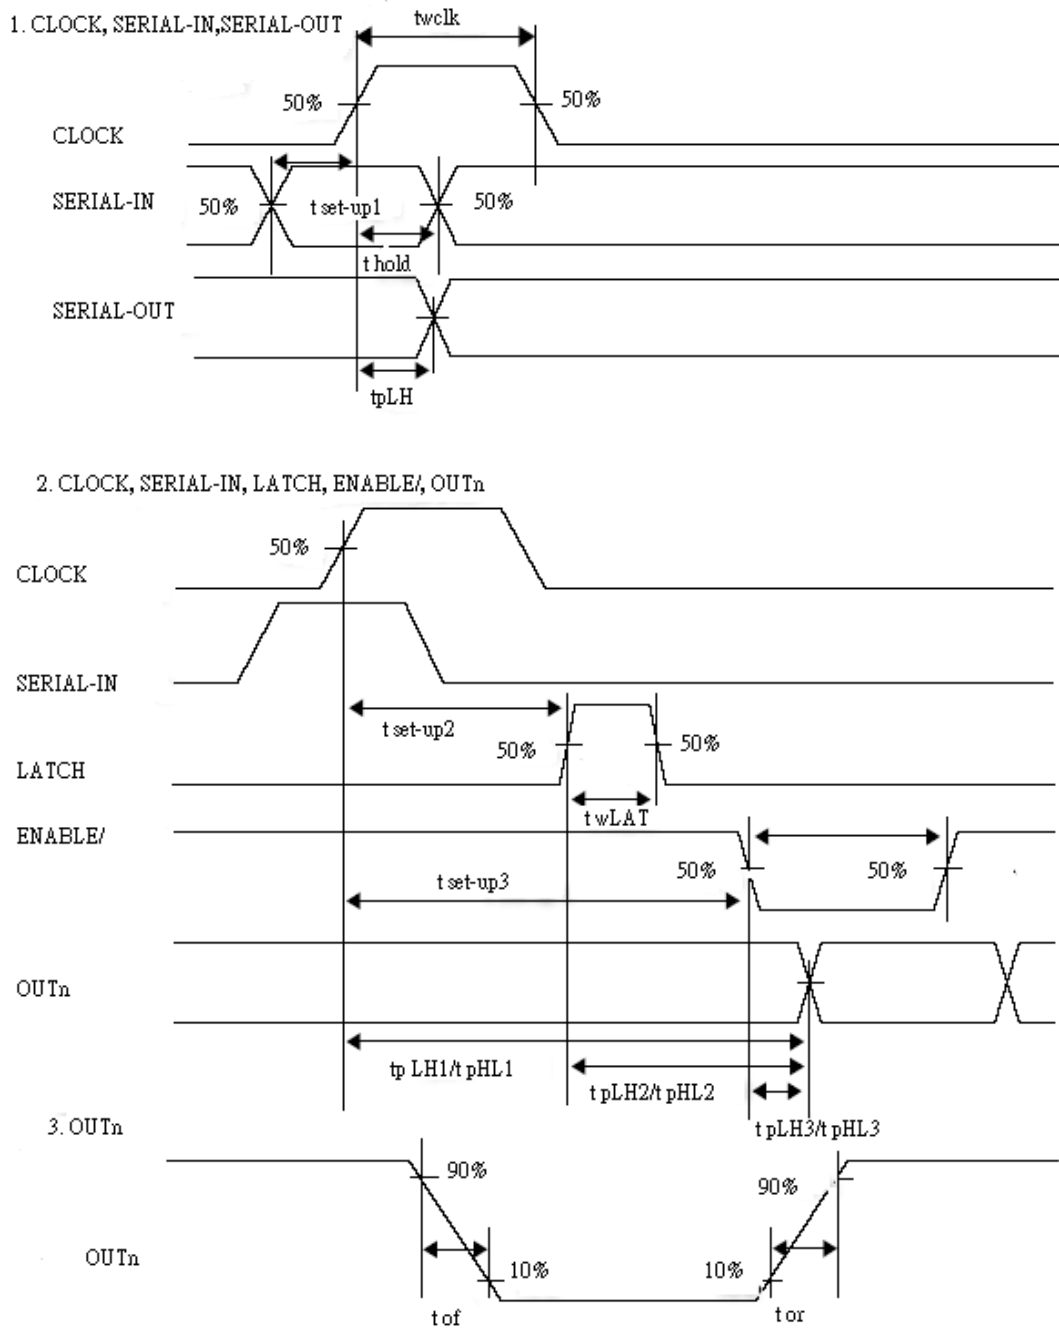 1. CLOCK, SERIAL-IN,SERIAL-OUT
twclk
50%
50%
CLOCK
SERIAL-IN
50%
t set-up1
50%
t hold
SERIAL-OUT
tpLH
2. CLOCK, SERIAL-IN, LATCH, ENABLE/, OUTn
50%
CLOCK
SERIAL-IN
t set-up2
50%
50%
LATCH
t wLAT
ENABLE/
50%
50%
t set-up3
OUTn
tp LH1/t pHL1
t pLH2/t pHL2
t pLH3/t pHL3
3. OUTn
90%
90%
OUTn
10%
10%
t of
t or